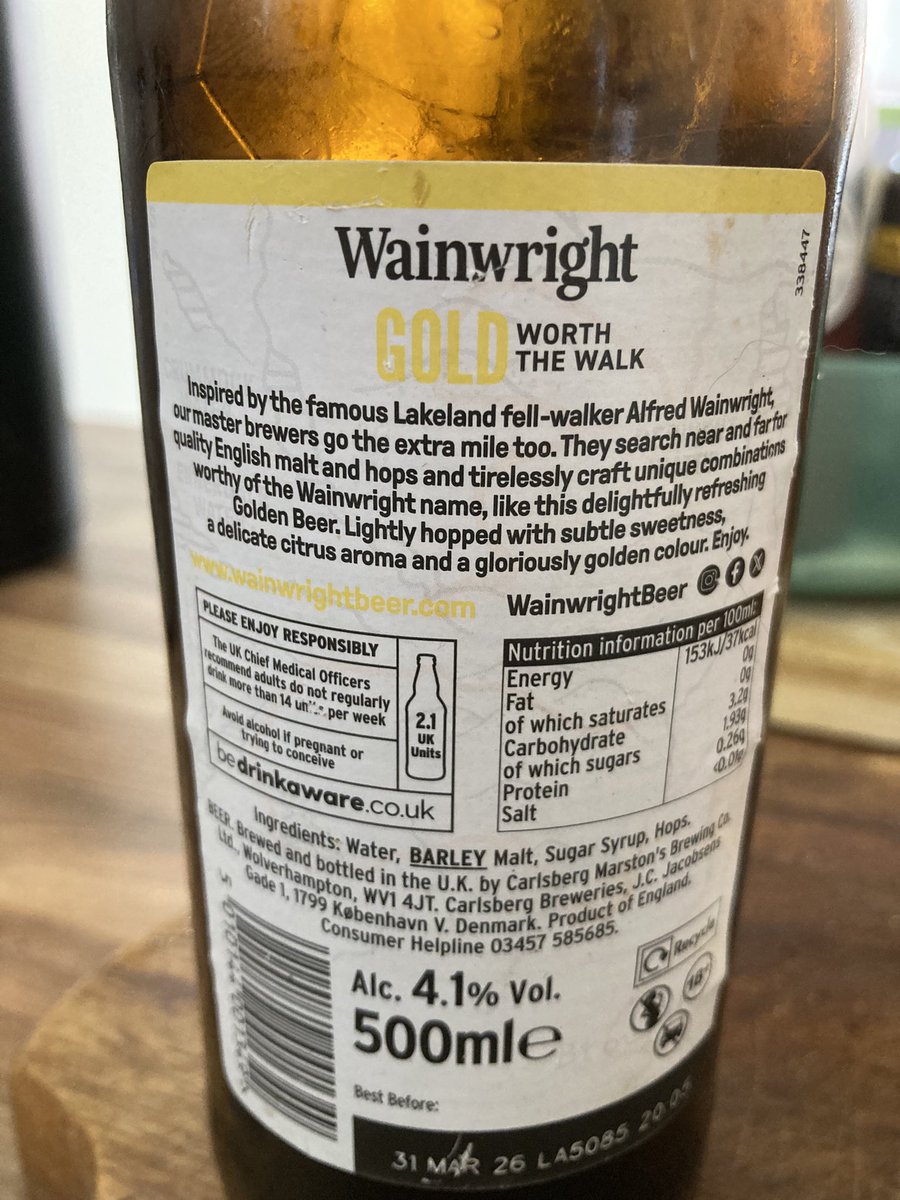 Wainwright
338447
GOLD WORTH
THE WALK
Inspired by the famous Lakeland fell-walker Alfred Wainwright,
our master brewers go the extra mile too. They search near and far for
quality English malt and hops and tirelessly craft unique combinations
worthy of the Wainwright name, like this delightfully refreshing
Golden Beer. Lightly hopped with subtle sweetness,
a delicate citrus aroma and a gloriously golden colour. Enjoy.
www.wainwrightbeer.com
WainwrightBeer
PLEASE ENJOY RESPONSIBLY
The UK Chief Medical Officers
recommend adults do not regularly
drink more than 14 per week
Avoid alcohol if pregnant or
trying to conceive
bedrinkaware.co.uk
2.1
UK
Units
Nutrition information per 100ml:
Energy 153kJ/37kcal
Fat 0g
of which saturates 0g
Carbohydrate 3.2g
of which sugars 1.93g
Protein 0.26g
Salt <0.01g
Ingredients: Water, BARLEY Malt, Sugar Syrup, Hops.
BEER. Brewed and bottled in the U.K. by Carlsberg Marston's Brewing Co.
Ltd., Wolverhampton, WV1 4JT. Carlsberg Breweries, J.C. Jacobsens
Gade 1, 1799 København V. Denmark. Product of England.
Consumer Helpline 03457 585685.
Recycle
18
Alc. 4.1% Vol.
500ml e
Best Before:
31 MAR 26 LA5085